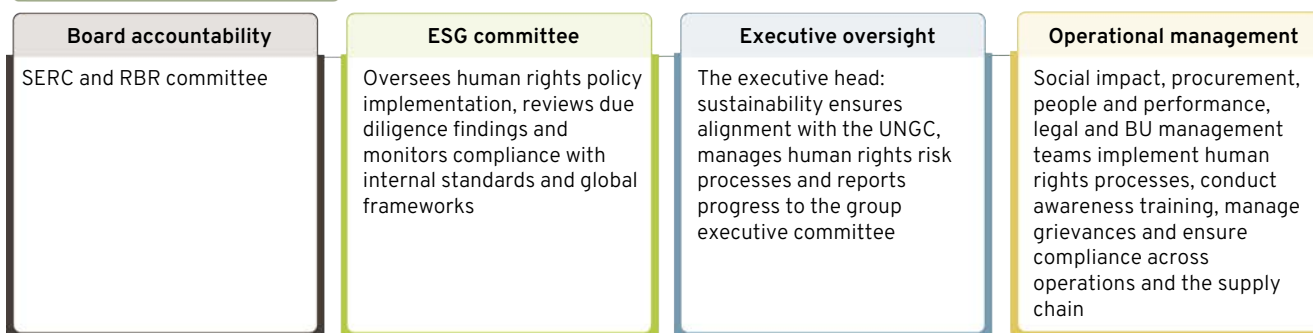 Board accountability
SERC and RBR committee
ESG committee
Oversees human rights policy
implementation, reviews due
diligence findings and
monitors compliance with
internal standards and global
frameworks
Executive oversight
The executive head:
sustainability ensures
alignment with the UNGC,
manages human rights risk
processes and reports
progress to the group
executive committee
Operational management
Social impact, procurement,
people and performance,
legal and BU management
teams implement human
rights processes, conduct
awareness training, manage
grievances and ensure
compliance across
operations and the supply
chain